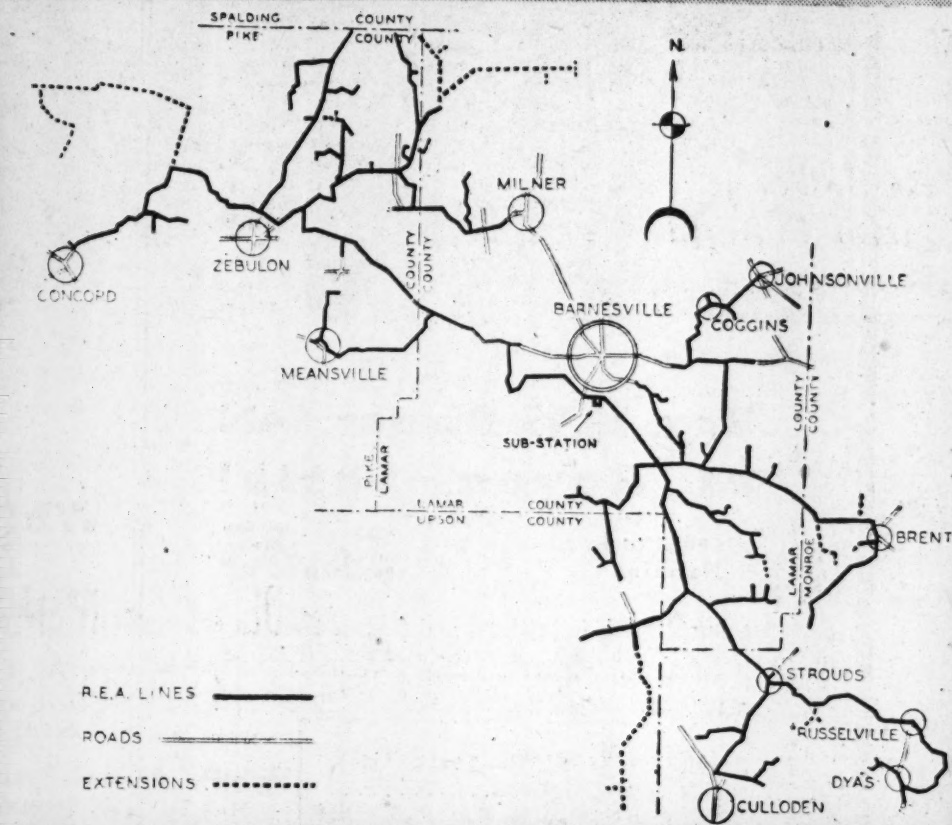 SPALDING COUNTY
PIKE COUNTY
N.
MILNER
ZEBULON
CONCORD
COUNTY
COUNTY
JOHNSONVILLE
BARNESVILLE
COGGINS
MEANSVILLE
COUNTY
COUNTY
SUB-STATION
PIKE
LAMAR
LAMAR COUNTY
UPSON COUNTY
BRENT
LAMAR
MONROE
STROUDS
R.E.A. LINES
RUSSELVILLE
ROADS
DYAS
EXTENSIONS
CULLODEN